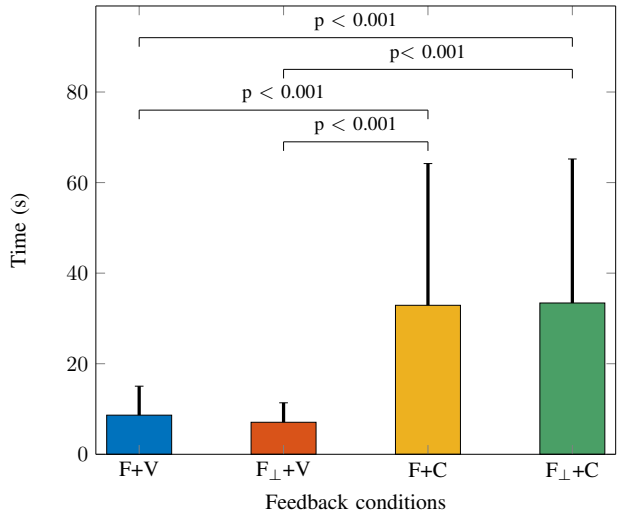 p < 0.001
p< 0.001
p < 0.001
p < 0.001
80
60
40
20
0
Time (s)
F+V F⊥+V F+C F⊥+C
Feedback conditions